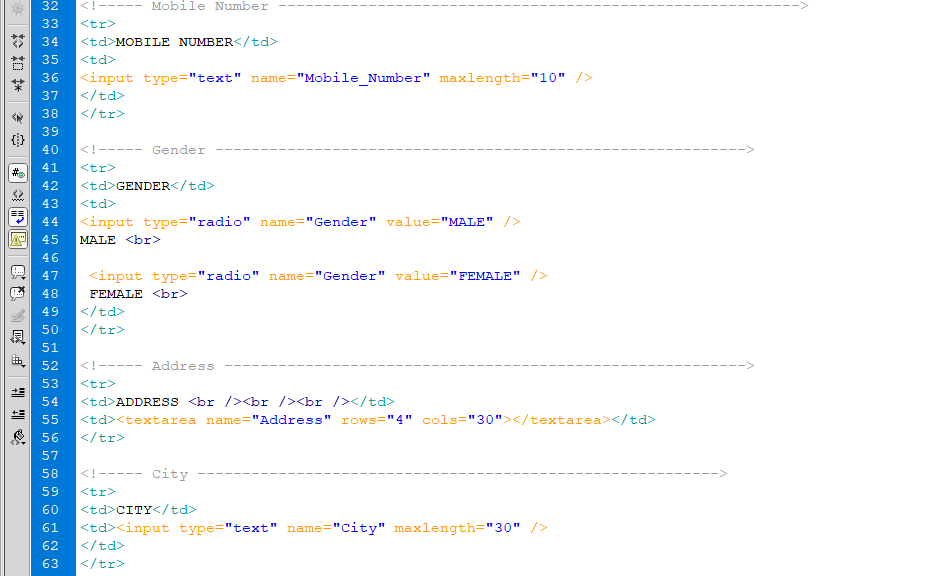 32 <!----- Mobile Number ---------------------------------------------------------->
33 <tr>
34 <td>MOBILE NUMBER</td>
35 <td>
36 <input type="text" name="Mobile_Number" maxlength="10" />
37 </td>
38 </tr>
39
40 <!----- Gender ----------------------------------------------------------->
41 <tr>
42 <td>GENDER</td>
43 <td>
44 <input type="radio" name="Gender" value="MALE" />
45 MALE <br>
46
47  <input type="radio" name="Gender" value="FEMALE" />
48  FEMALE <br>
49 </td>
50 </tr>
51
52 <!----- Address ---------------------------------------------------------->
53 <tr>
54 <td>ADDRESS <br /><br /><br /></td>
55 <td><textarea name="Address" rows="4" cols="30"></textarea></td>
56 </tr>
57
58 <!----- City ---------------------------------------------------------->
59 <tr>
60 <td>CITY</td>
61 <td><input type="text" name="City" maxlength="30" />
62 </td>
63 </tr>